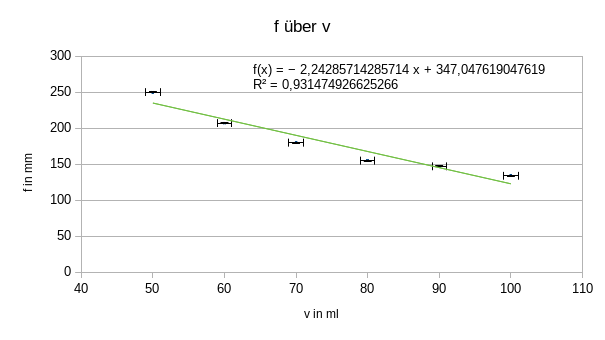 f über v
f(x) = − 2,24285714285714 x + 347,047619047619
R² = 0,931474926625266
300
250
200
150
100
50
0
f in mm
40 50 60 70 80 90 100 110
v in ml